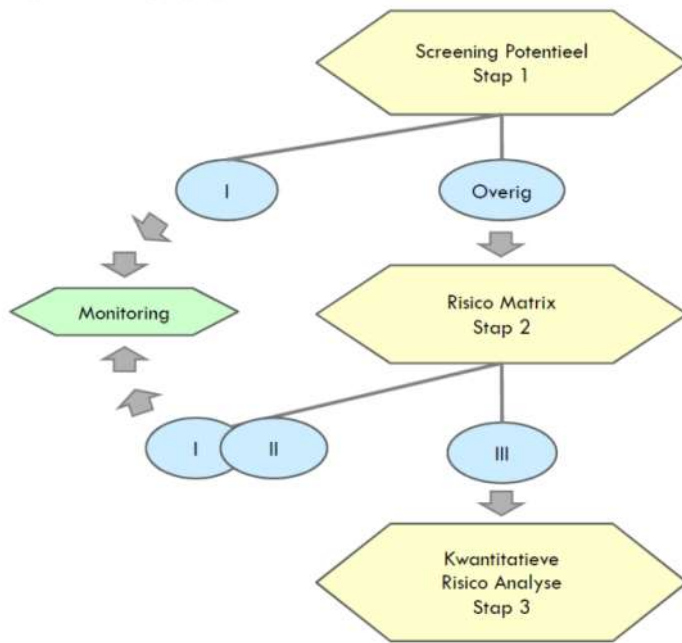 Screening Potentieel
Stap 1
I
Overig
Monitoring
Risico Matrix
Stap 2
I
II
III
Kwantitatieve
Risico Analyse
Stap 3